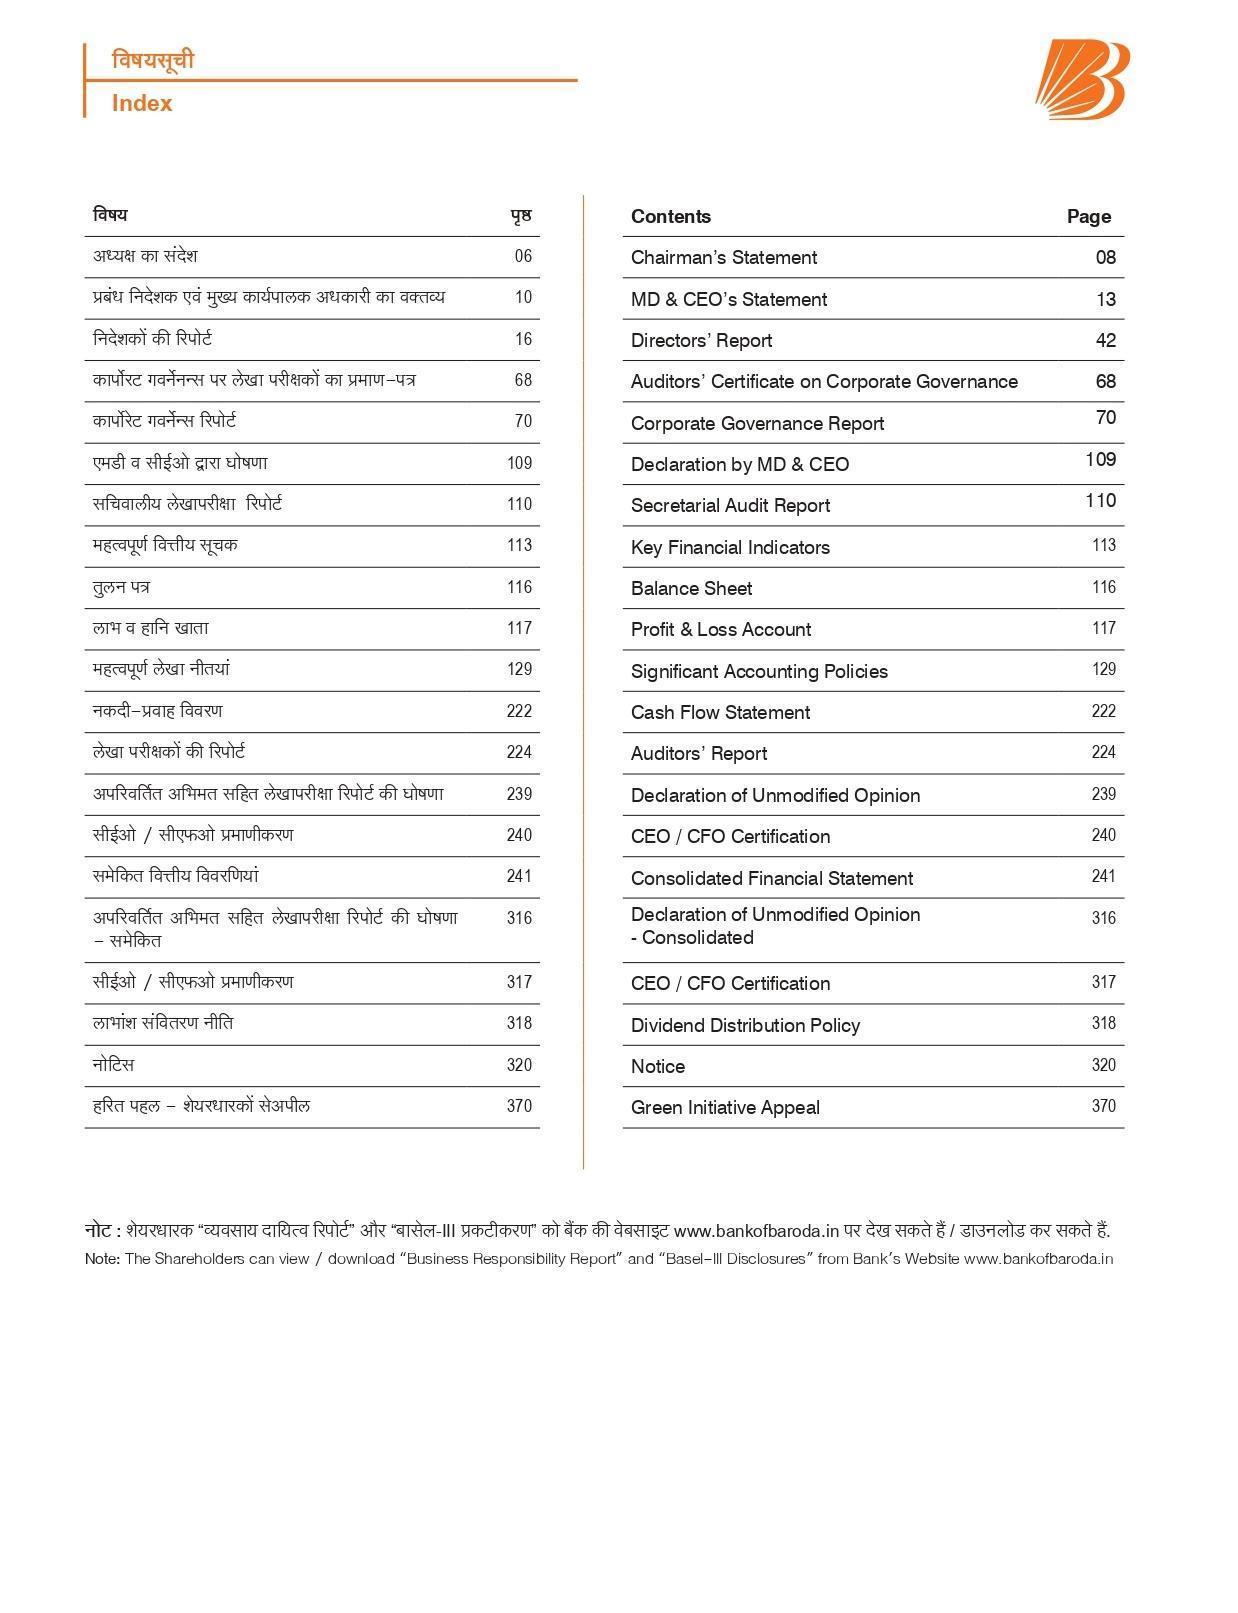 विषयसूची
Index
विषय पृष्ठ
अध्यक्ष का संदेश 06
प्रबंध निदेशक एवं मुख्य कार्यपालक अधकारी का वक्तव्य 10
निदेशकों की रिपोर्ट 16
कार्पोरट गवर्नेनन्स पर लेखा परीक्षकों का प्रमाण-पत्र 68
कार्पोरेट गवर्नेन्स रिपोर्ट 70
एमडी व सीईओ द्वारा घोषणा 109
सचिवालीय लेखापरीक्षा रिपोर्ट 110
महत्वपूर्ण वित्तीय सूचक 113
तुलन पत्र 116
लाभ व हानि खाता 117
महत्वपूर्ण लेखा नीतयां 129
नकदी-प्रवाह विवरण 222
लेखा परीक्षकों की रिपोर्ट 224
अपरिवर्तित अभिमत सहित लेखापरीक्षा रिपोर्ट की घोषणा 239
सीईओ / सीएफओ प्रमाणीकरण 240
समेकित वित्तीय विवरणियां 241
अपरिवर्तित अभिमत सहित लेखापरीक्षा रिपोर्ट की घोषणा 316
- समेकित
सीईओ / सीएफओ प्रमाणीकरण 317
लाभांश संवितरण नीति 318
नोटिस 320
हरित पहल - शेयरधारकों सेअपील 370
Contents Page
Chairman's Statement 08
MD & CEO's Statement 13
Directors' Report 42
Auditors' Certificate on Corporate Governance 68
Corporate Governance Report 70
Declaration by MD & CEO 109
Secretarial Audit Report 110
Key Financial Indicators 113
Balance Sheet 116
Profit & Loss Account 117
Significant Accounting Policies 129
Cash Flow Statement 222
Auditors' Report 224
Declaration of Unmodified Opinion 239
CEO / CFO Certification 240
Consolidated Financial Statement 241
Declaration of Unmodified Opinion 316
- Consolidated
CEO / CFO Certification 317
Dividend Distribution Policy 318
Notice 320
Green Initiative Appeal 370
नोट : शेयरधारक “व्यवसाय दायित्व रिपोर्ट” और “बासेल-III प्रकटीकरण” को बैंक की वेबसाइट www.bankofbaroda.in पर देख सकते हैं / डाउनलोड कर सकते हैं.
Note: The Shareholders can view / download “Business Responsibility Report” and “Basel-III Disclosures” from Bank's Website www.bankofbaroda.in